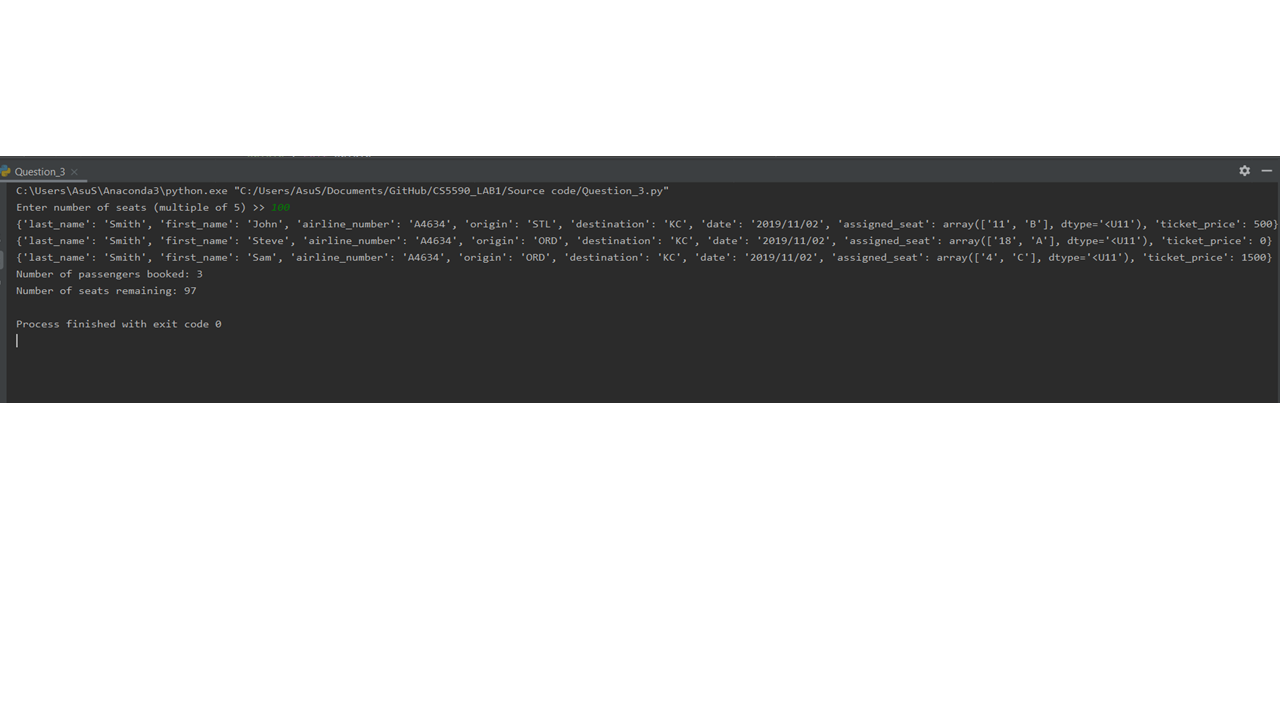 Question_3
C:\Users\AsuS\Anaconda3\python.exe "C:/Users/AsuS/Documents/GitHub/CS5590_LAB1/Source code/Question_3.py"
Enter number of seats (multiple of 5) >> 100
{'last_name': 'Smith', 'first_name': 'John', 'airline_number': 'A4634', 'origin': 'STL', 'destination': 'KC', 'date': '2019/11/02', 'assigned_seat': array(['11', 'B'], dtype='<U11'), 'ticket_price': 500}
{'last_name': 'Smith', 'first_name': 'Steve', 'airline_number': 'A4634', 'origin': 'ORD', 'destination': 'KC', 'date': '2019/11/02', 'assigned_seat': array(['18', 'A'], dtype='<U11'), 'ticket_price': 0}
{'last_name': 'Smith', 'first_name': 'Sam', 'airline_number': 'A4634', 'origin': 'ORD', 'destination': 'KC', 'date': '2019/11/02', 'assigned_seat': array(['4', 'C'], dtype='<U11'), 'ticket_price': 1500}
Number of passengers booked: 3
Number of seats remaining: 97
Process finished with exit code 0